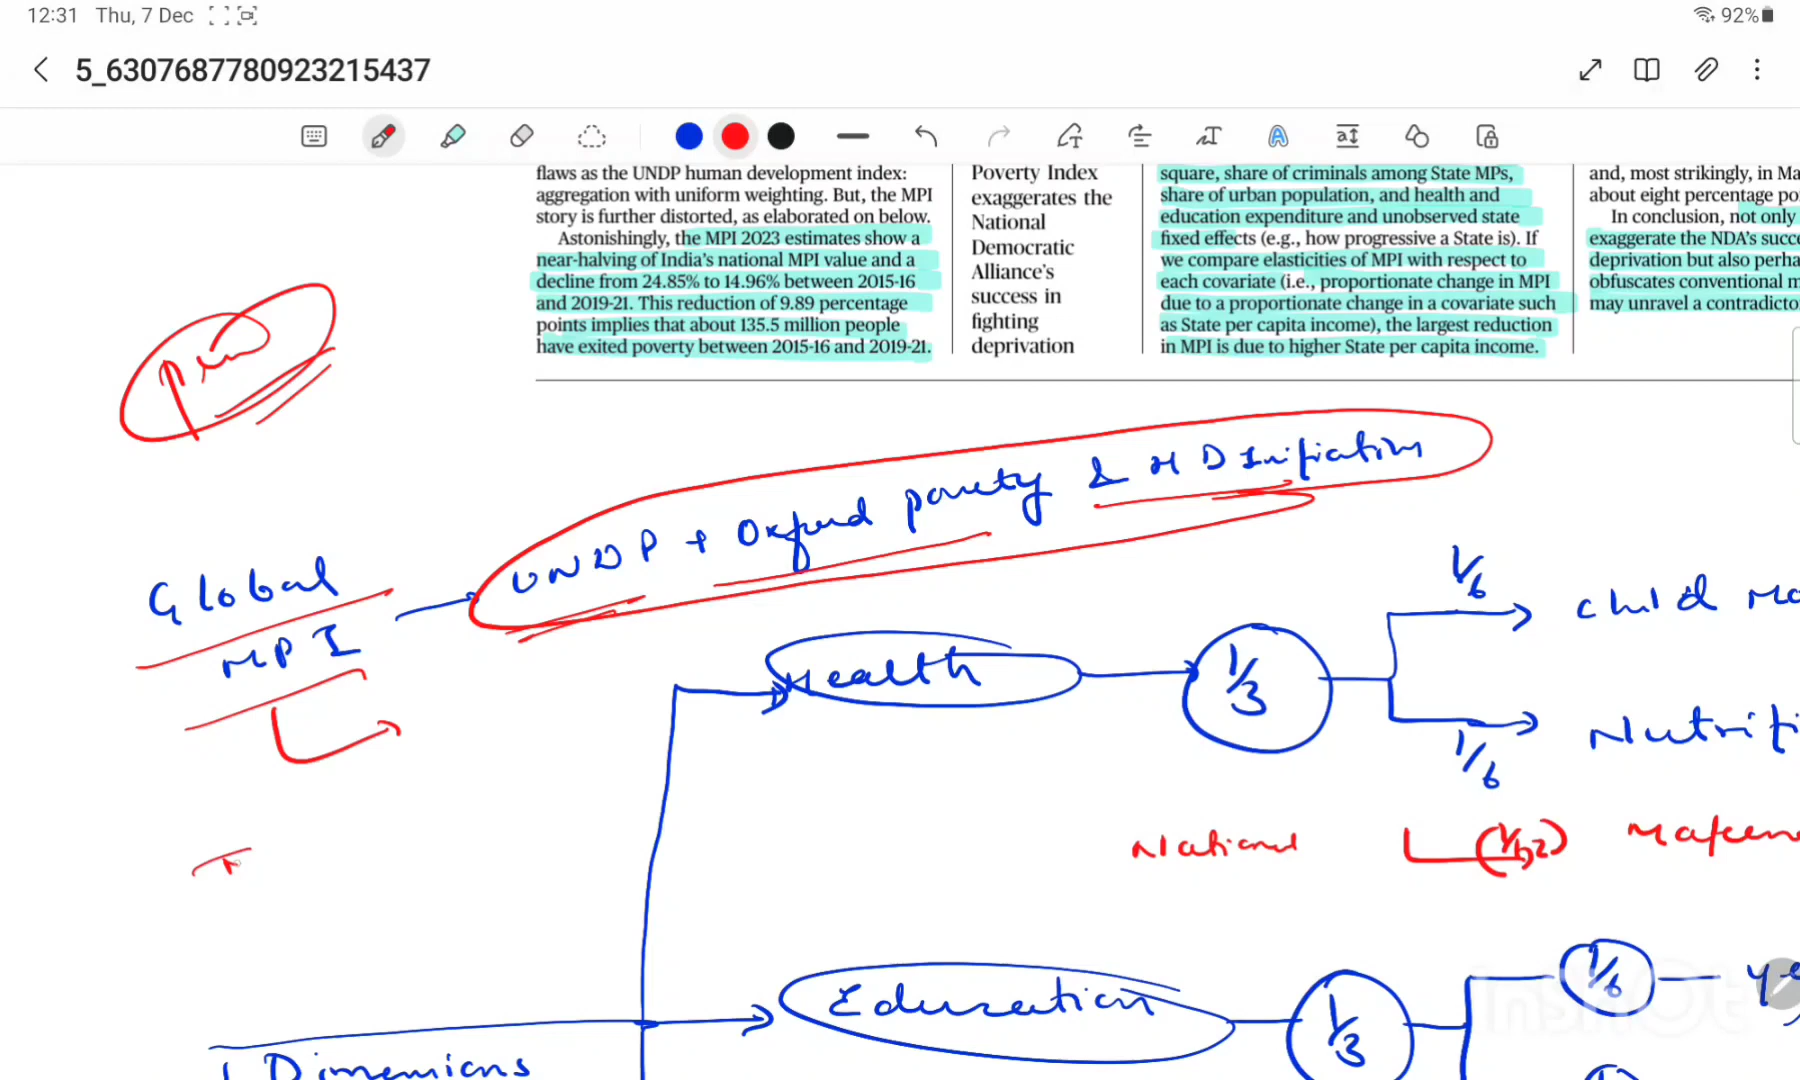 12:31 Thu, 7 Dec
92%
5_6307687780923215437
flaws as the UNDP human development index:
aggregation with uniform weighting. But, the MPI
story is further distorted, as elaborated on below.
Astonishingly, the MPI 2023 estimates show a
near-halving of India's national MPI value and a
decline from 24.85% to 14.96% between 2015-16
and 2019-21. This reduction of 9.89 percentage
points implies that about 135.5 million people
have exited poverty between 2015-16 and 2019-21.
Poverty Index
exaggerates the
National
Democratic
Alliance's
success in
fighting
deprivation
square, share of criminals among State MPs,
share of urban population, and health and
education expenditure and unobserved state
fixed effects (e.g., how progressive a State is). If
we compare elasticities of MPI with respect to
each covariate (i.e., proportionate change in MPI
due to a proportionate change in a covariate such
as State per capita income), the largest reduction
in MPI is due to higher State per capita income.
and, most strikingly, in Ma
about eight percentage po
In conclusion, not only
exaggerate the NDA's succe
deprivation but also perha
obfuscates conventional m
may unravel a contradicto
UNDP + Oxford poverty & HD Initiative
Global
MPI
Health
1/3
1/6
Child Mo
Nutriti
1/6
National
(1/12)
Matern
Education
1/3
1/6
Ye
Dimensions
InShOt